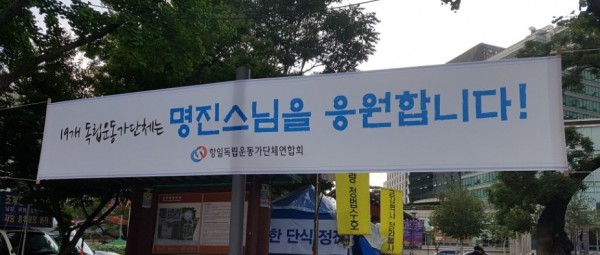 19개 독립운동가단체는 명진스님을 응원합니다!
항일독립운동가단체연합회
정법수호
한 단식 정